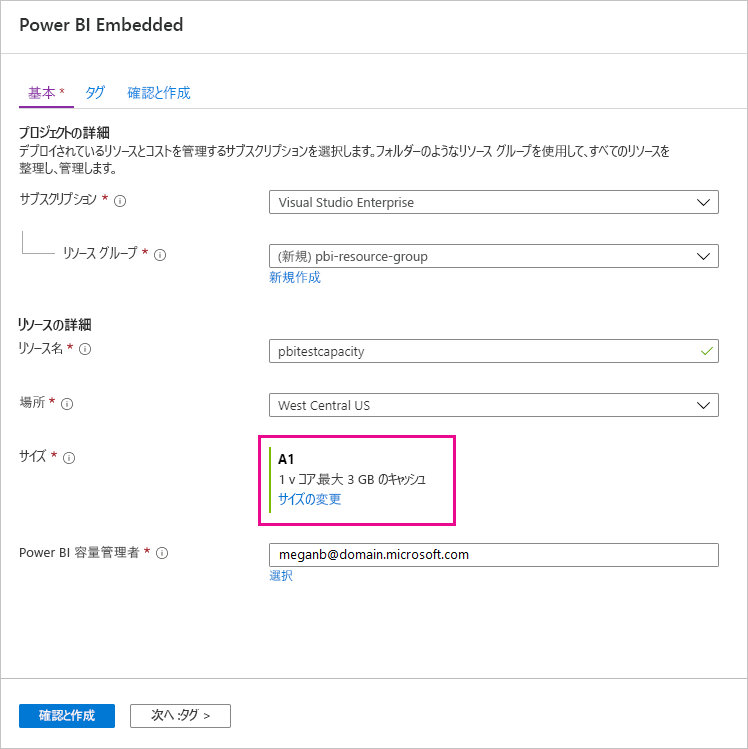 Power BI Embedded
基本 * タグ 確認と作成
プロジェクトの詳細
デプロイされているリソースとコストを管理するサブスクリプションを選択します。フォルダーのようなリソース グループを使用して、すべてのリソースを
整理し、管理します。
サブスクリプション * Visual Studio Enterprise
リソース グループ * (新規) pbi-resource-group
新規作成
リソースの詳細
リソース名 * pbitestcapacity
場所 * West Central US
サイズ * A1
1 v コア、最大 3 GB のキャッシュ
サイズの変更
Power BI 容量管理者 * meganb@domain.microsoft.com
選択
確認と作成 次へ :タグ >